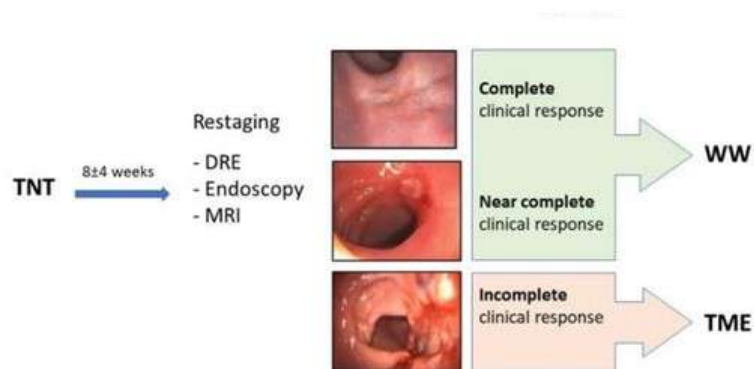 TNT
8±4 weeks
Restaging
- DRE
- Endoscopy
- MRI
Complete
clinical response
Near complete
clinical response
WW
Incomplete
clinical response
TME